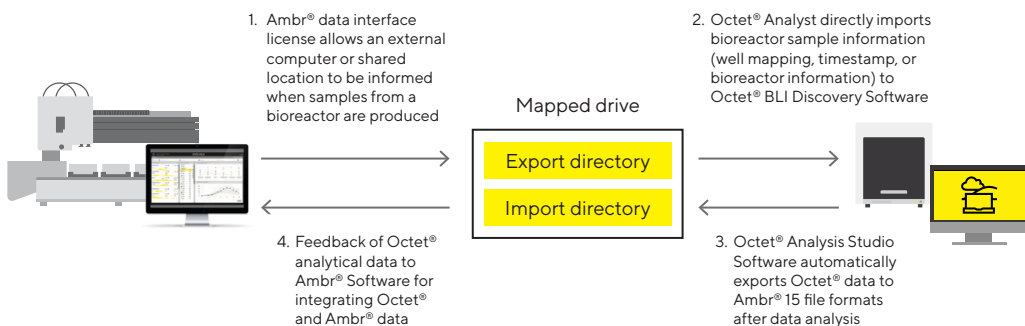 1. Ambr® data interface
license allows an external
computer or shared
location to be informed
when samples from a
bioreactor are produced
2. Octet® Analyst directly imports
bioreactor sample information
(well mapping, timestamp, or
bioreactor information) to
Octet® BLI Discovery Software
Mapped drive
Export directory
Import directory
4. Feedback of Octet®
analytical data to
Ambr® Software for
integrating Octet®
and Ambr® data
3. Octet® Analysis Studio
Software automatically
exports Octet® data to
Ambr® 15 file formats
after data analysis